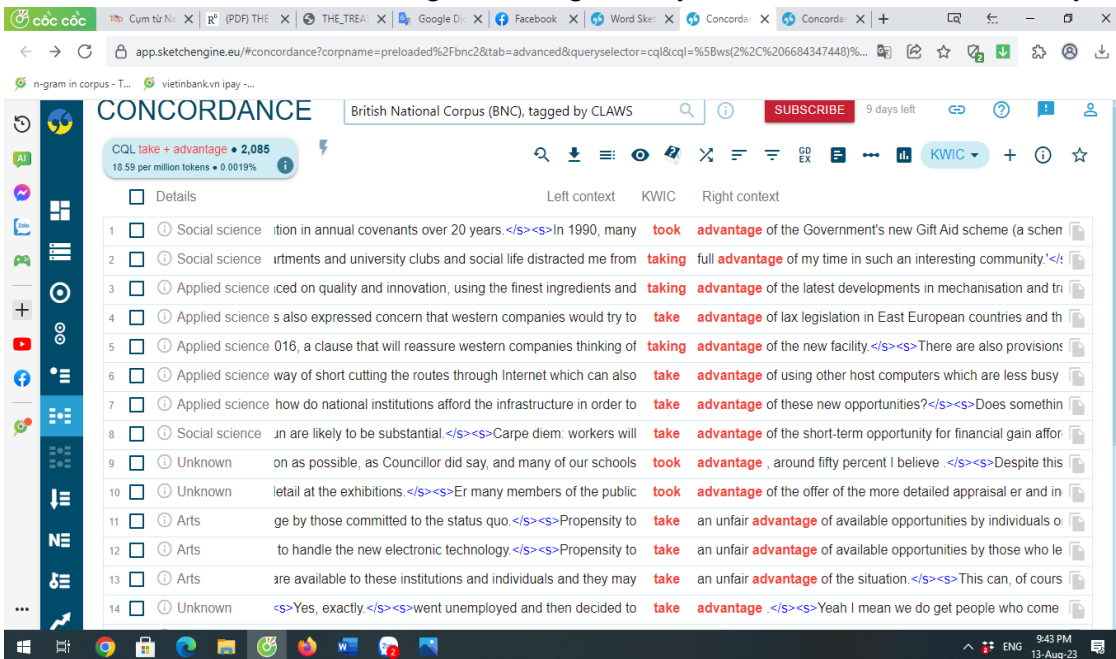 cốc cốc
Cụm từ Na
(PDF) THE
THE_TREAT
Google Dị
Facebook
Word Sket
Concordan
Concordan
app.sketchengine.eu/#concordance?corpname=preloaded%2Fbnc2&tab=advanced&queryselector=cql&cql=%5Bws(2%2C%206684347448)%...
n-gram in corpus - T...
vietinbank.vn ipay -...
CONCORDANCE
British National Corpus (BNC), tagged by CLAWS
SUBSCRIBE
9 days left
CQL take + advantage • 2,085
18.59 per million tokens • 0.0019%
GD EX
KWIC
Details Left context KWIC Right context
1 Social science ition in annual covenants over 20 years.</s><s>In 1990, many took advantage of the Government's new Gift Aid scheme (a schem
2 Social science artments and university clubs and social life distracted me from taking full advantage of my time in such an interesting community.'</s
3 Applied science iced on quality and innovation, using the finest ingredients and taking advantage of the latest developments in mechanisation and tra
4 Applied science s also expressed concern that western companies would try to take advantage of lax legislation in East European countries and th
5 Applied science 016, a clause that will reassure western companies thinking of taking advantage of the new facility.</s><s>There are also provisions
6 Applied science way of short cutting the routes through Internet which can also take advantage of using other host computers which are less busy
7 Applied science how do national institutions afford the infrastructure in order to take advantage of these new opportunities?</s><s>Does somethin
8 Social science un are likely to be substantial.</s><s>Carpe diem: workers will take advantage of the short-term opportunity for financial gain affor
9 Unknown on as possible, as Councillor did say, and many of our schools took advantage , around fifty percent I believe .</s><s>Despite this
10 Unknown letail at the exhibitions.</s><s>Er many members of the public took advantage of the offer of the more detailed appraisal er and in
11 Arts ge by those committed to the status quo.</s><s>Propensity to take an unfair advantage of available opportunities by individuals o
12 Arts to handle the new electronic technology.</s><s>Propensity to take an unfair advantage of available opportunities by those who le
13 Arts are available to these institutions and individuals and they may take an unfair advantage of the situation.</s><s>This can, of cours
14 Unknown <s>Yes, exactly.</s><s>went unemployed and then decided to take advantage .</s><s>Yeah I mean we do get people who come
AI
Zalo
ENG
9:43 PM
13-Aug-23